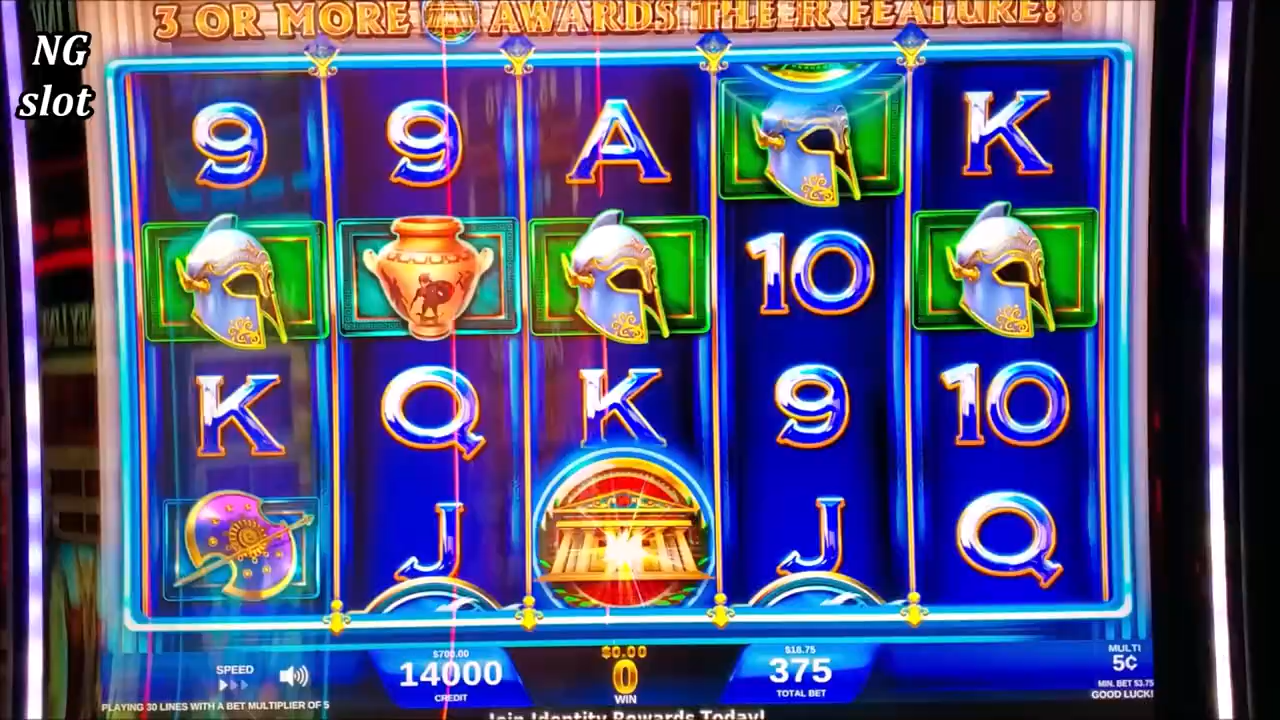 3 OR MORE AWARDS THEER FEATURE!
NG
slot
9 9 A K
10
K Q K 9 10
J J Q
SPEED
$700.00
14000
CREDIT
$0.00
0
WIN
$18.75
375
TOTAL BET
MULTI
5¢
MIN. BET $3.75
GOOD LUCK!
PLAYING 30 LINES WITH A BET MULTIPLIER OF 5
Join Identity Rewards Today!